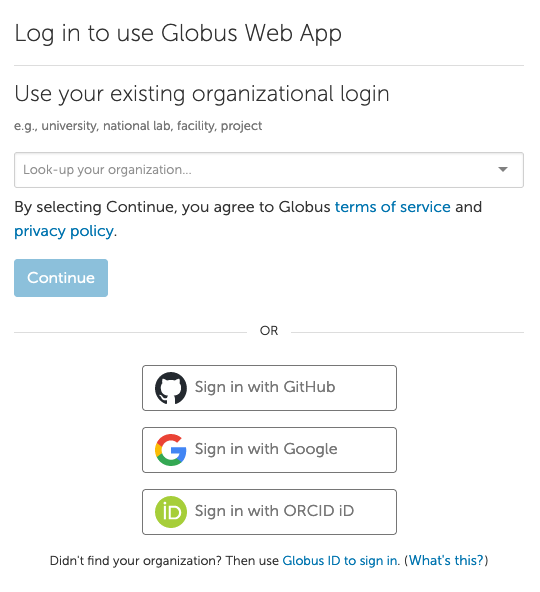 Log in to use Globus Web App
Use your existing organizational login
e.g., university, national lab, facility, project
Look-up your organization...
By selecting Continue, you agree to Globus terms of service and
privacy policy.
Continue
OR
Sign in with GitHub
Sign in with Google
iD Sign in with ORCID iD
Didn't find your organization? Then use Globus ID to sign in. (What's this?)